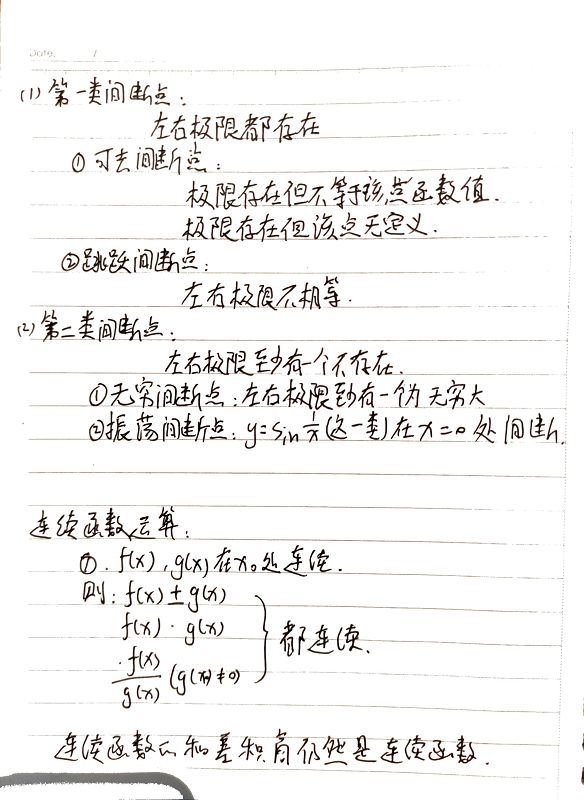 Date: /
(1) 第一类间断点:
左右极限都存在
① 可去间断点:
极限存在但不等于该点函数值.
极限存在但该点无定义.
②跳跃间断点:
左右极限不相等.
(2) 第二类间断点:
左右极限至少有一个不存在.
①无穷间断点:左右极限至少有一个为无穷大
②振荡间断点: y=sin 1/x (这一类) 在 x=0 处 间断.
连续函数运算:
①. f(x), g(x) 在 x₀ 处连续.
则: f(x) ± g(x)
f(x) · g(x)
f(x)/g(x) (g(x)≠0)
都连续.
连续函数的和差积商仍然是连续函数.